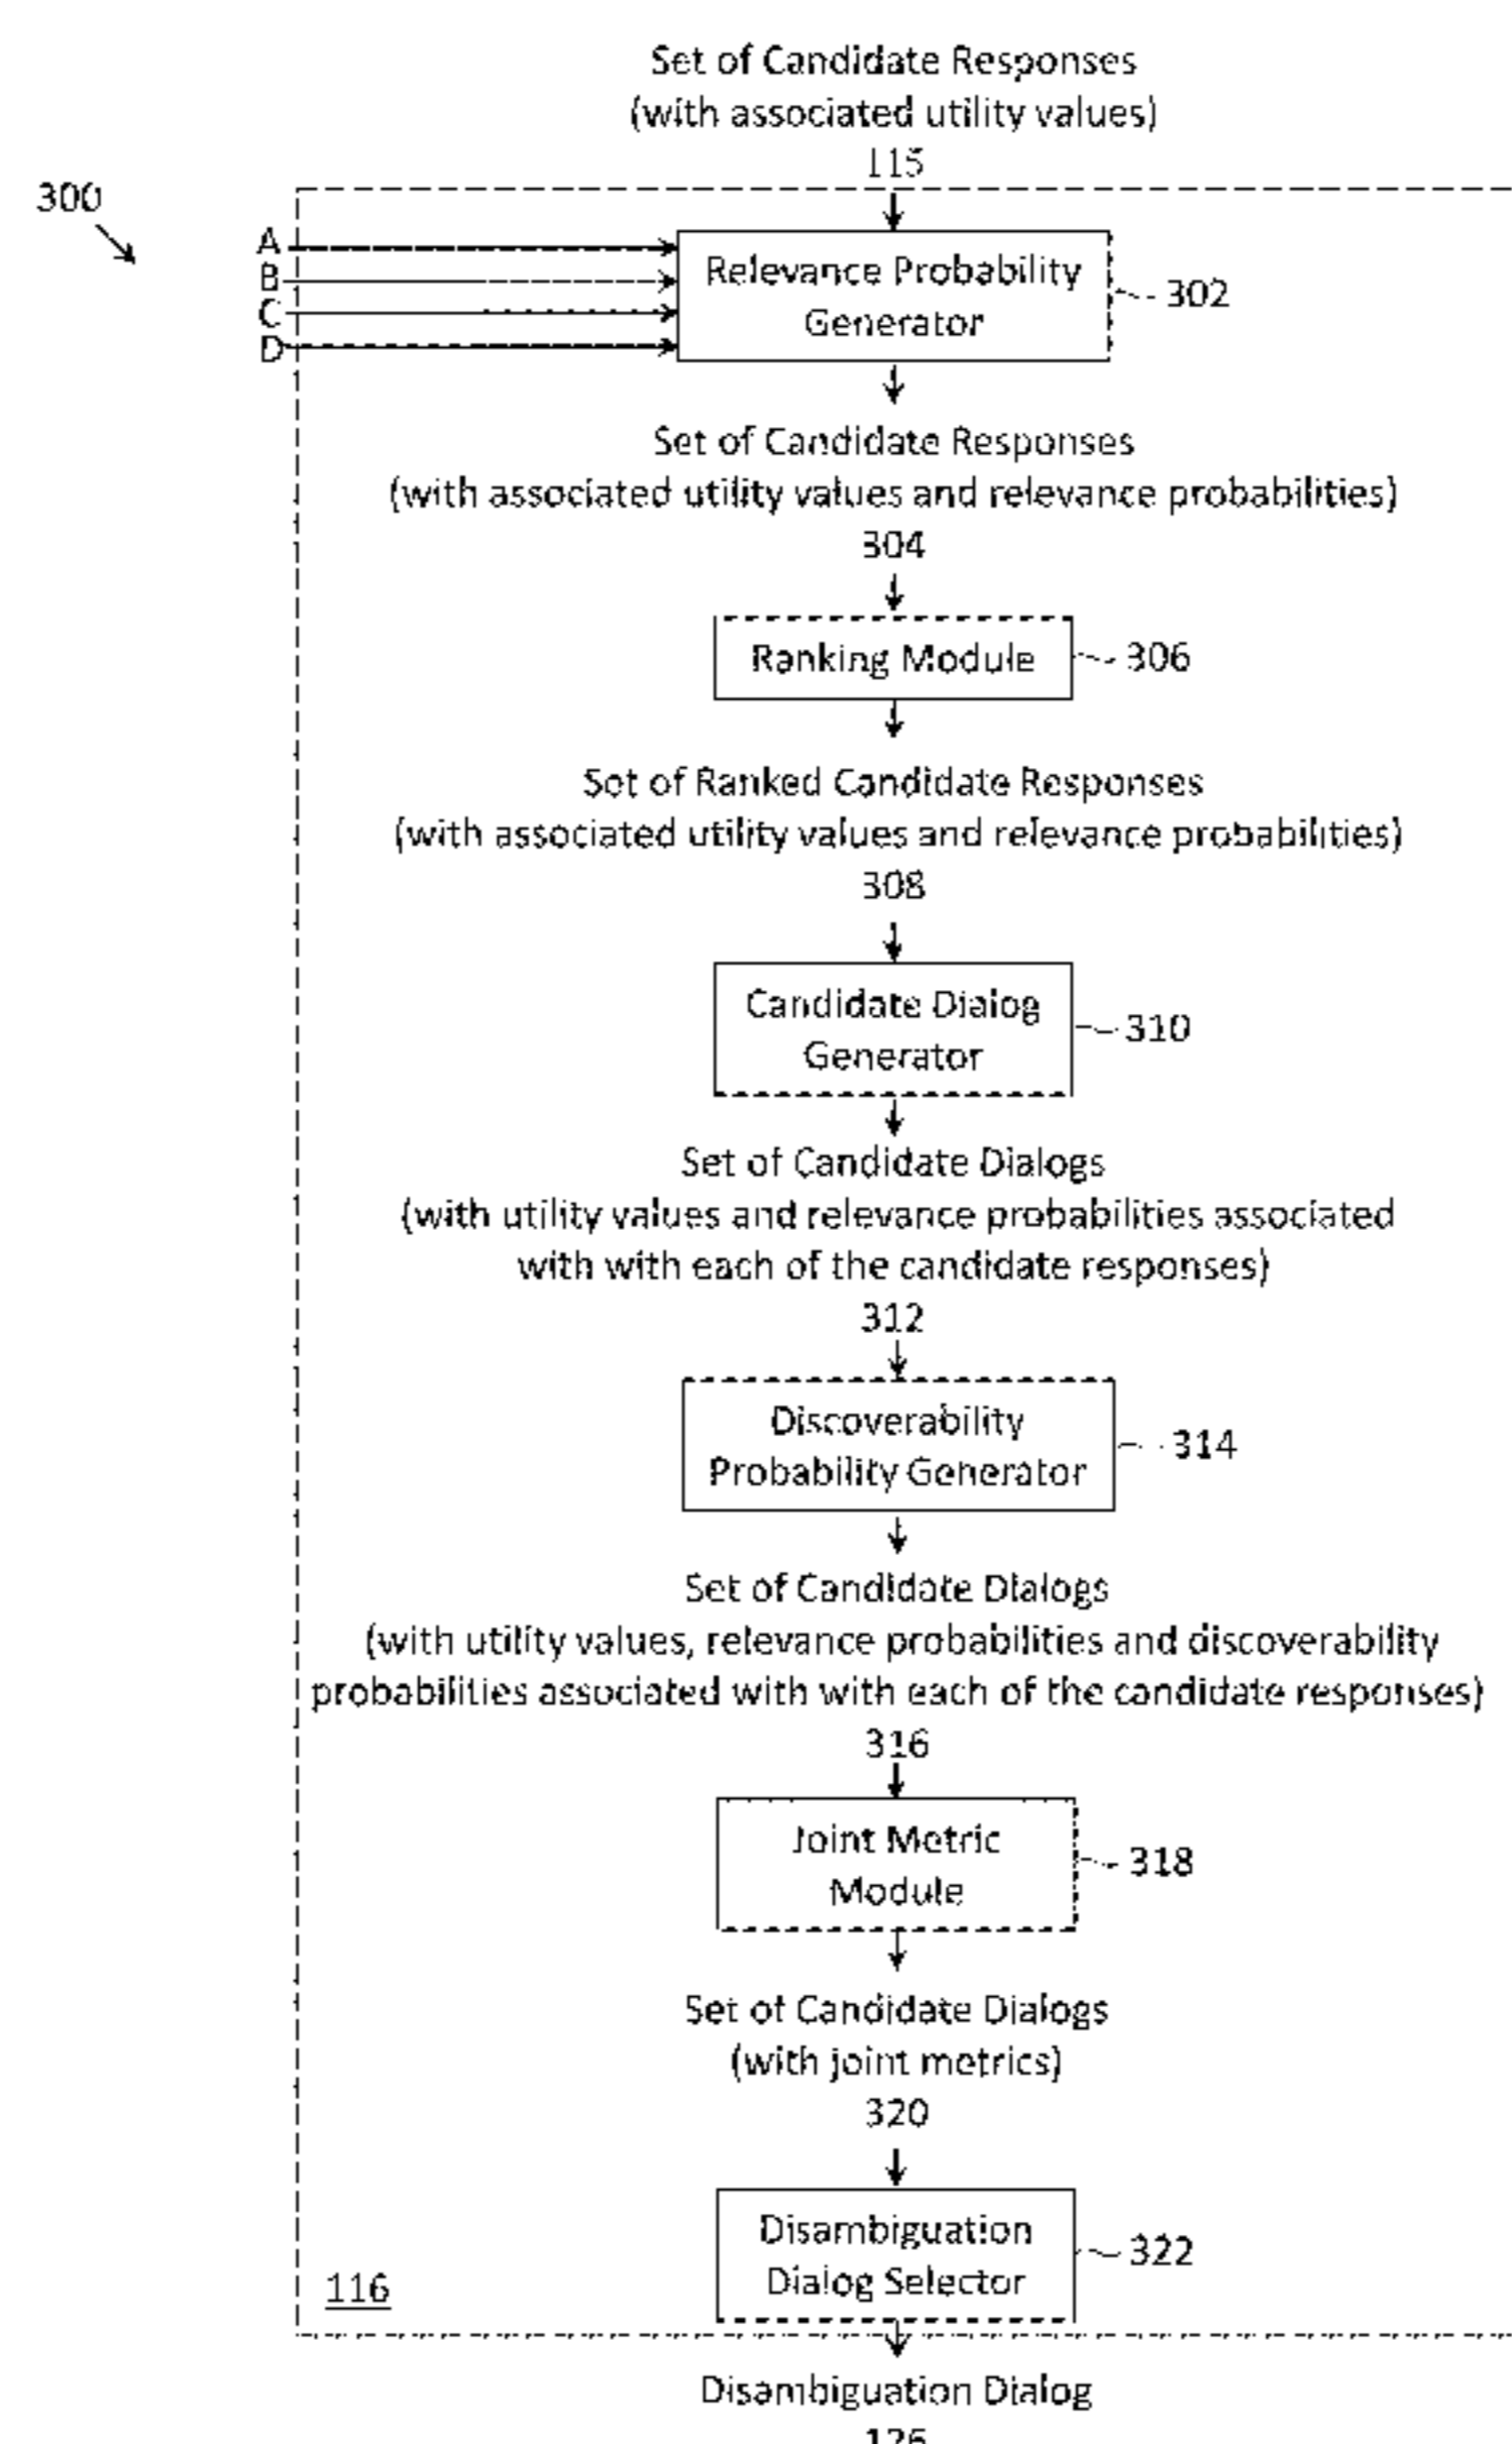 Set of Candidate Responses
(with associated utility values)
115
300
A
B
C
D
Relevance Probability
Generator
302
Set of Candidate Responses
(with associated utility values and relevance probabilities)
304
Ranking Module
306
Set of Ranked Candidate Responses
(with associated utility values and relevance probabilities)
308
Candidate Dialog
Generator
310
Set of Candidate Dialogs
(with utility values and relevance probabilities associated
with with each of the candidate responses)
312
Discoverability
Probability Generator
314
Set of Candidate Dialogs
(with utility values, relevance probabilities and discoverability
probabilities associated with with each of the candidate responses)
316
Joint Metric
Module
318
Set of Candidate Dialogs
(with joint metrics)
320
Disambiguation
Dialog Selector
322
116
Disambiguation Dialog
126